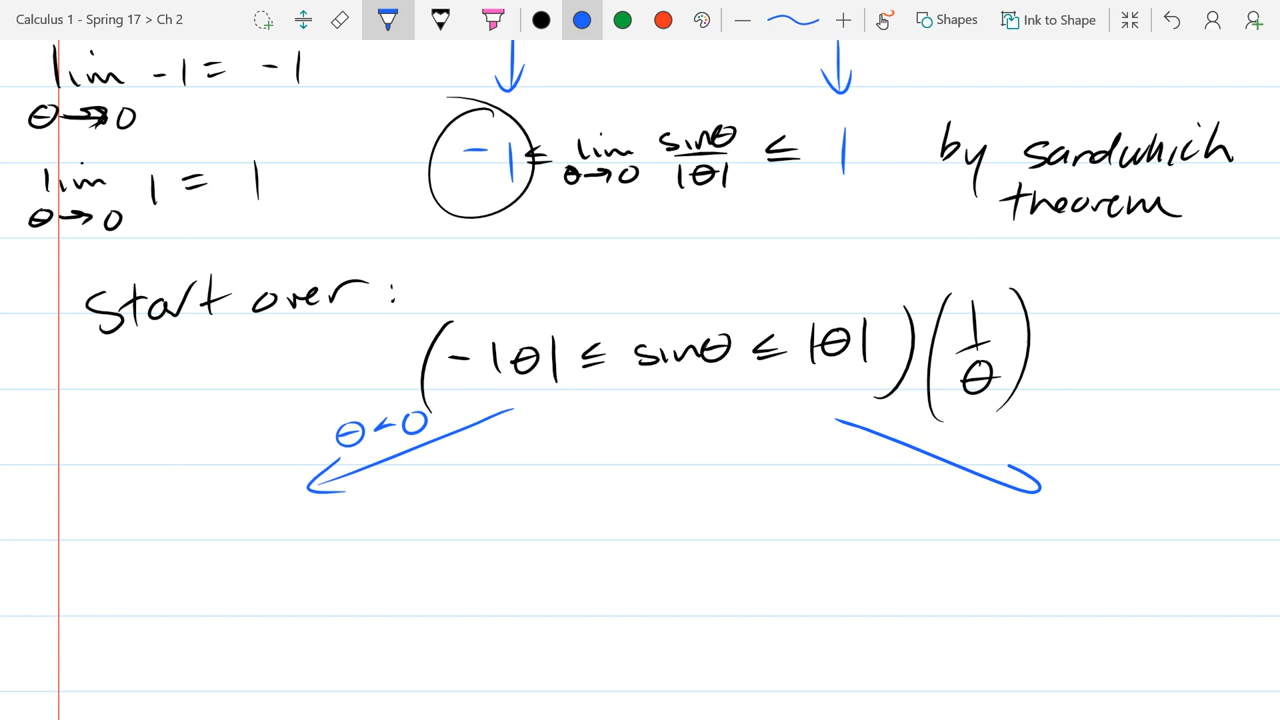 Calculus 1 - Spring 17 > Ch 2
Shapes
Ink to Shape
lim -1 = -1
θ→0
lim 1 = 1
θ→0
-1 ≤ lim sinθ/|θ| ≤ 1
θ→0
by sandwhich
theorem
Start over:
(-|θ| ≤ sinθ ≤ |θ|)(1/θ)
θ<0